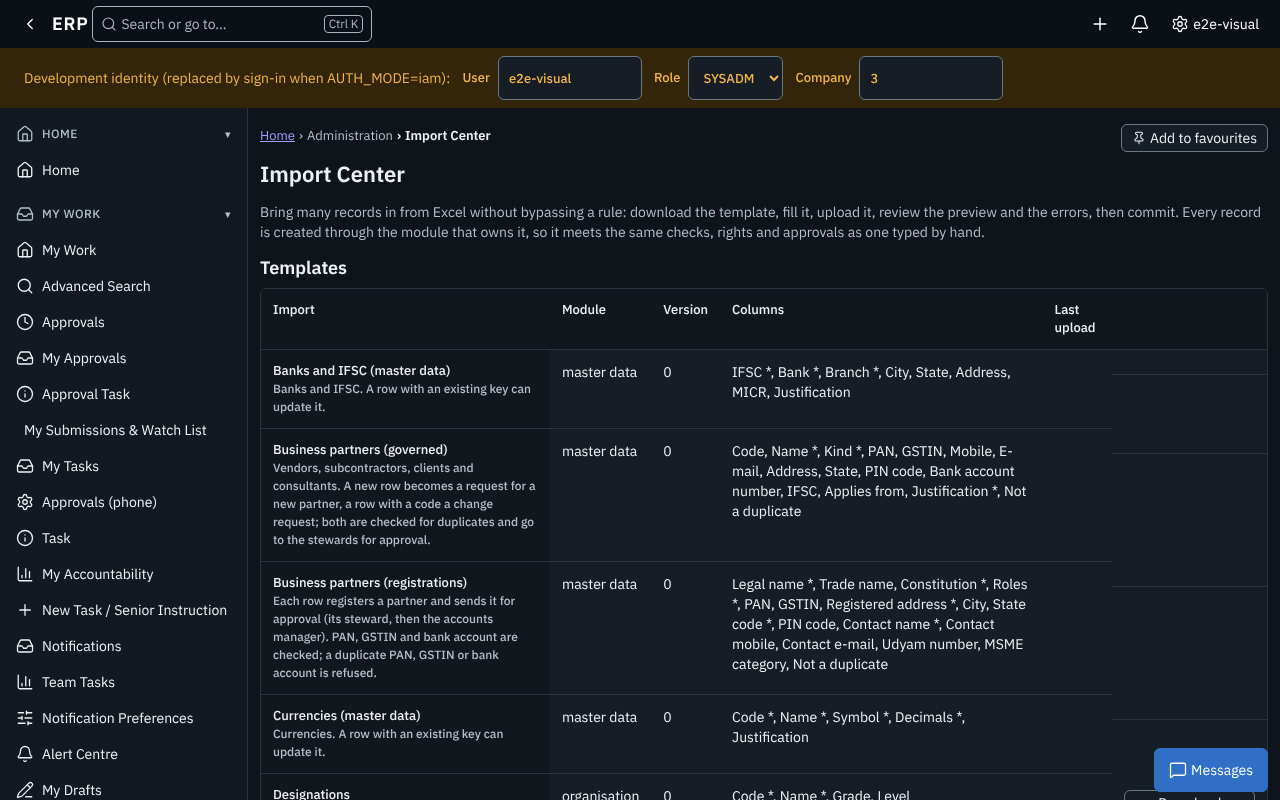 ERP
Search or go to...
Ctrl K
e2e-visual
Development identity (replaced by sign-in when AUTH_MODE=iam):
User
e2e-visual
Role
SYSADM
Company
3
HOME
Home
MY WORK
My Work
Advanced Search
Approvals
My Approvals
Approval Task
My Submissions & Watch List
My Tasks
Approvals (phone)
Task
My Accountability
New Task / Senior Instruction
Notifications
Team Tasks
Notification Preferences
Alert Centre
My Drafts
Home › Administration › Import Center
Add to favourites
Import Center
Bring many records in from Excel without bypassing a rule: download the template, fill it, upload it, review the preview and the errors, then commit. Every record
is created through the module that owns it, so it meets the same checks, rights and approvals as one typed by hand.
Templates
Import
Module
Version
Columns
Last
upload
Banks and IFSC (master data)
Banks and IFSC. A row with an existing key can
update it.
master data
0
IFSC *, Bank *, Branch *, City, State, Address,
MICR, Justification
Business partners (governed)
Vendors, subcontractors, clients and
consultants. A new row becomes a request for a
new partner, a row with a code a change
request; both are checked for duplicates and go
to the stewards for approval.
master data
0
Code, Name *, Kind *, PAN, GSTIN, Mobile, E-
mail, Address, State, PIN code, Bank account
number, IFSC, Applies from, Justification *, Not
a duplicate
Business partners (registrations)
Each row registers a partner and sends it for
approval (its steward, then the accounts
manager). PAN, GSTIN and bank account are
checked; a duplicate PAN, GSTIN or bank
account is refused.
master data
0
Legal name *, Trade name, Constitution *, Roles
*, PAN, GSTIN, Registered address *, City, State
code *, PIN code, Contact name *, Contact
mobile, Contact e-mail, Udyam number, MSME
category, Not a duplicate
Currencies (master data)
Currencies. A row with an existing key can
update it.
master data
0
Code *, Name *, Symbol *, Decimals *,
Justification
Designations
organisation
0
Code *, Name *, Grade, Level
Messages